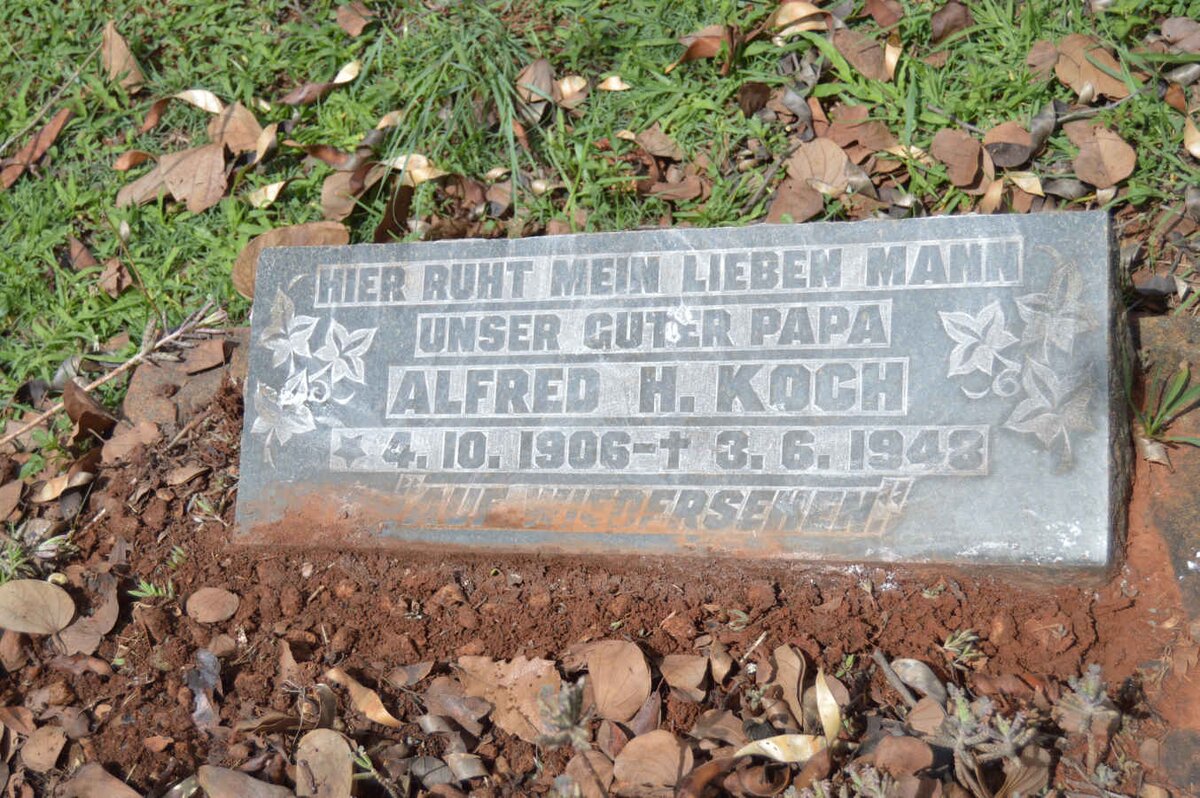 HIER RUHT MEIN LIEBEN MANN
UNSER GUTER PAPA
ALFRED H. KOCH
★ 4. 10. 1906 - ✝ 3. 6. 1943
"AUF WIEDERSEHEN"